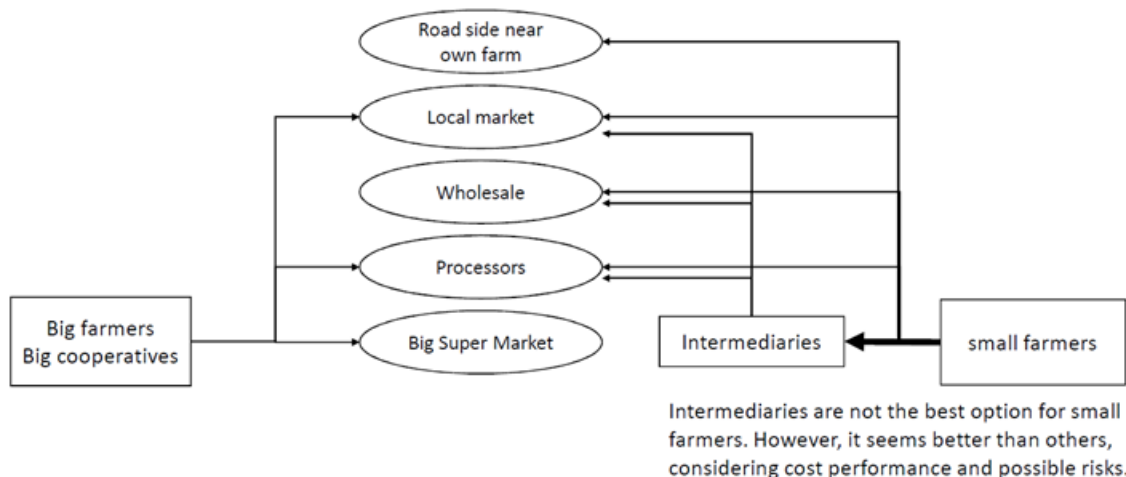 Road side near
own farm
Local market
Wholesale
Processors
Big farmers
Big cooperatives
Big Super Market
Intermediaries
small farmers
Intermediaries are not the best option for small
farmers. However, it seems better than others,
considering cost performance and possible risks.